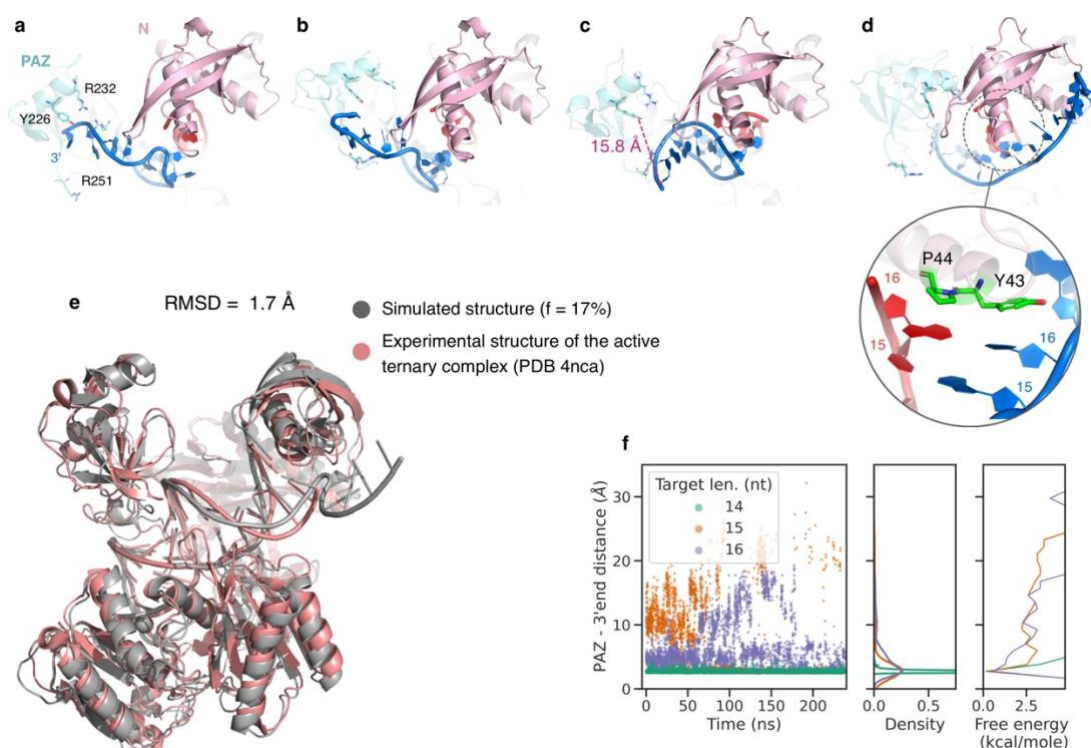 a
b
c
d
N
PAZ
R232
Y226
3'
R251
15.8 Å
P44
Y43
16
15
16
15
e
RMSD = 1.7 Å
Simulated structure (f = 17%)
Experimental structure of the active
ternary complex (PDB 4nca)
f
PAZ - 3'end distance (Å)
30
20
10
0
Target len. (nt)
14
15
16
0 50 100 150 200
Time (ns)
0.0 0.5
Density
2.5
Free energy
(kcal/mole)